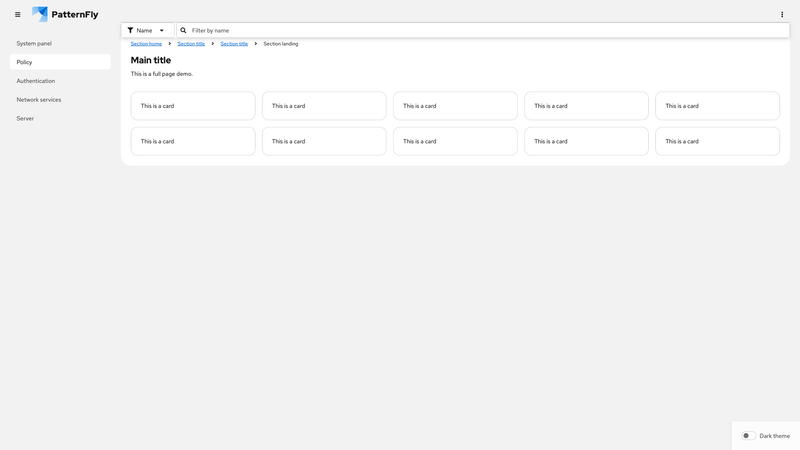 PatternFly
Name
Filter by name
System panel
Policy
Authentication
Network services
Server
Section home
Section title
Section title
Section landing
Main title
This is a full page demo.
This is a card
This is a card
This is a card
This is a card
This is a card
This is a card
This is a card
This is a card
This is a card
This is a card
Dark theme